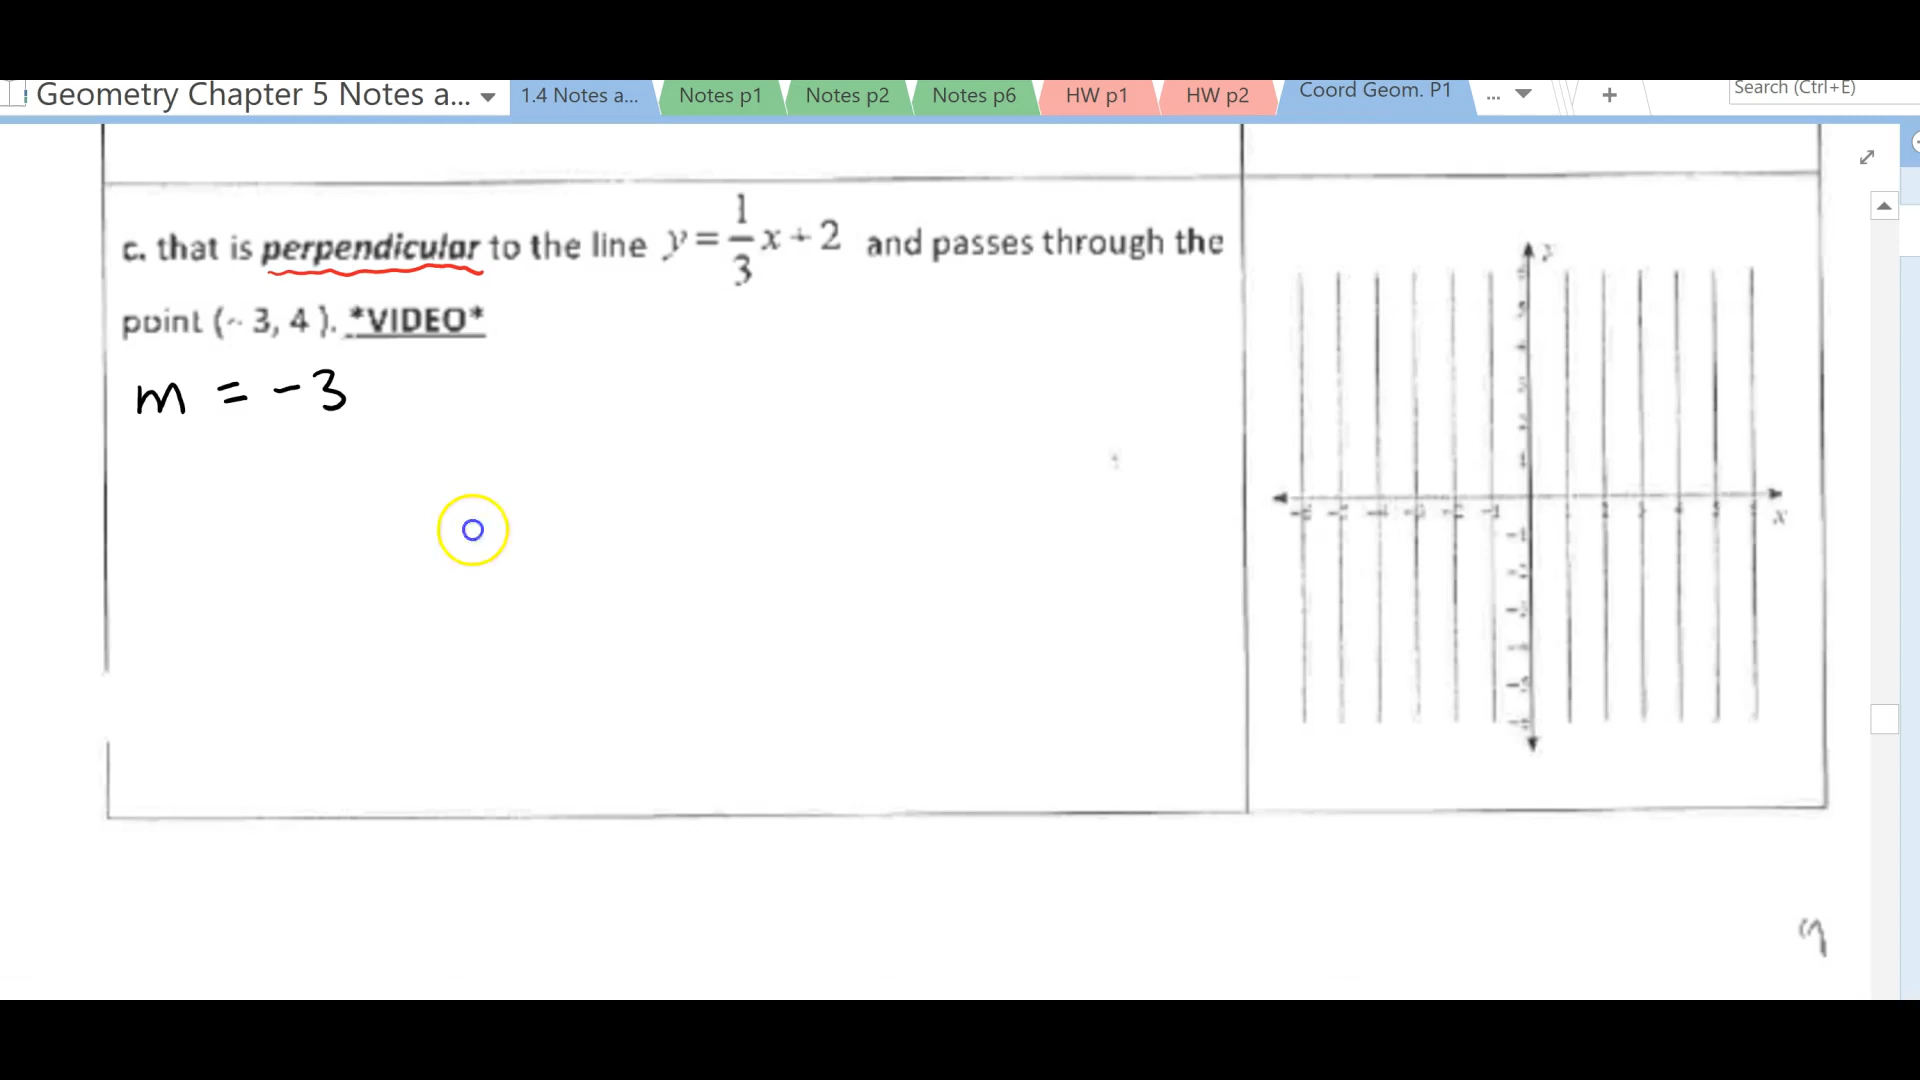 Geometry Chapter 5 Notes a...
1.4 Notes a...
Notes p1
Notes p2
Notes p6
HW p1
HW p2
Coord Geom. P1
...
+
Search (Ctrl+E)
c. that is perpendicular to the line y = 1/3 x + 2 and passes through the
point (- 3, 4 ). *VIDEO*
m = -3
y
x